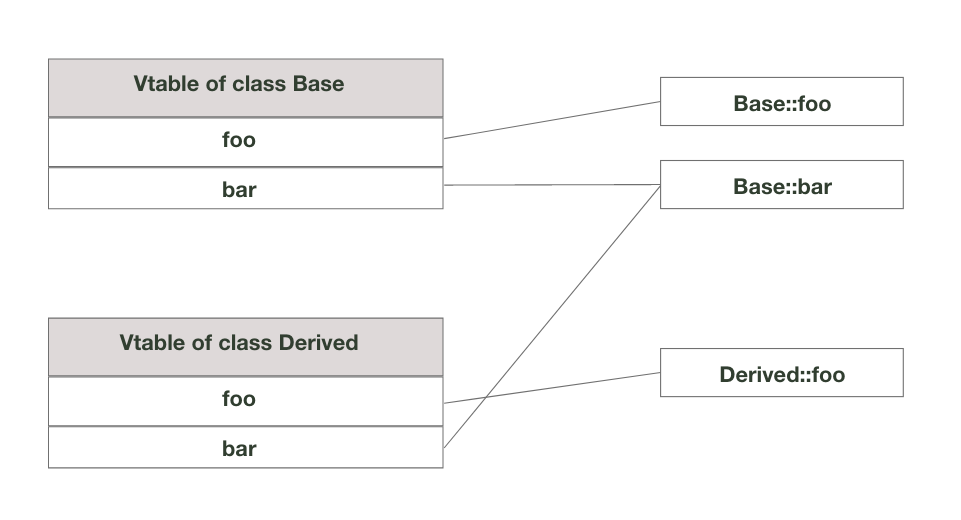 Vtable of class Base
foo
bar
Base::foo
Base::bar
Vtable of class Derived
foo
bar
Derived::foo